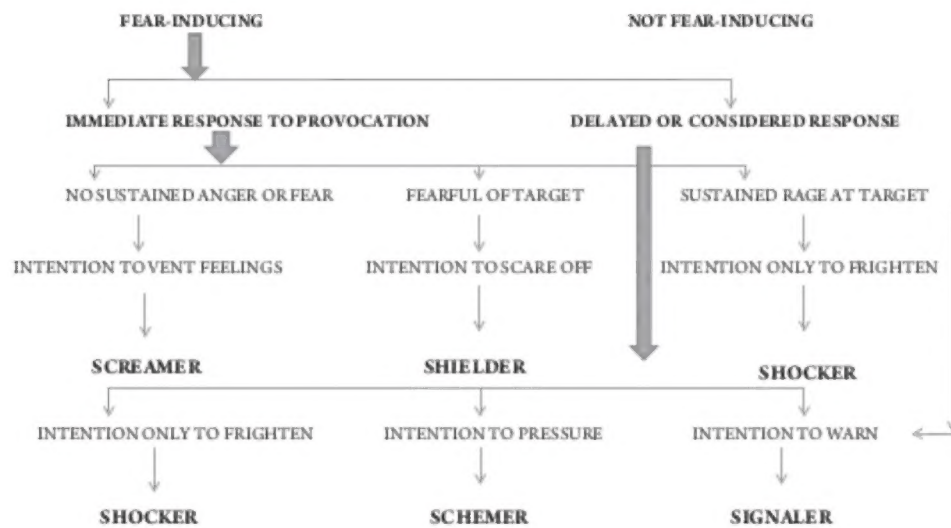 FEAR-INDUCING
NOT FEAR-INDUCING
IMMEDIATE RESPONSE TO PROVOCATION
DELAYED OR CONSIDERED RESPONSE
NO SUSTAINED ANGER OR FEAR
FEARFUL OF TARGET
SUSTAINED RAGE AT TARGET
INTENTION TO VENT FEELINGS
INTENTION TO SCARE OFF
INTENTION ONLY TO FRIGHTEN
SCREAMER
SHIELDER
SHOCKER
INTENTION ONLY TO FRIGHTEN
INTENTION TO PRESSURE
INTENTION TO WARN
SHOCKER
SCHEMER
SIGNALER